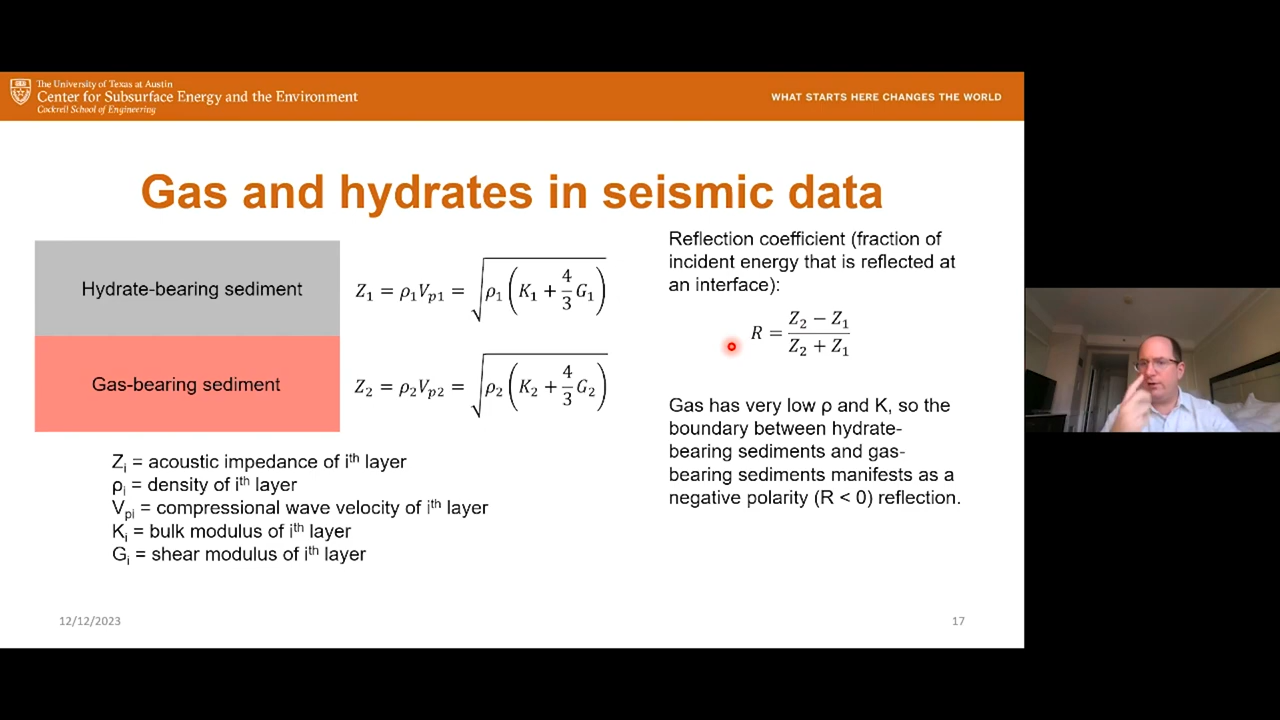 The University of Texas at Austin
Center for Subsurface Energy and the Environment
Cockrell School of Engineering
WHAT STARTS HERE CHANGES THE WORLD
Gas and hydrates in seismic data
Hydrate-bearing sediment
Z₁ = ρ₁Vₚ₁ = √(ρ₁(K₁ + 4/3 G₁))
Gas-bearing sediment
Z₂ = ρ₂Vₚ₂ = √(ρ₂(K₂ + 4/3 G₂))
Zᵢ = acoustic impedance of iᵗʰ layer
ρᵢ = density of iᵗʰ layer
Vₚᵢ = compressional wave velocity of iᵗʰ layer
Kᵢ = bulk modulus of iᵗʰ layer
Gᵢ = shear modulus of iᵗʰ layer
Reflection coefficient (fraction of
incident energy that is reflected at
an interface):
R = (Z₂ − Z₁)/(Z₂ + Z₁)
Gas has very low ρ and K, so the
boundary between hydrate-
bearing sediments and gas-
bearing sediments manifests as a
negative polarity (R < 0) reflection.
12/12/2023
17